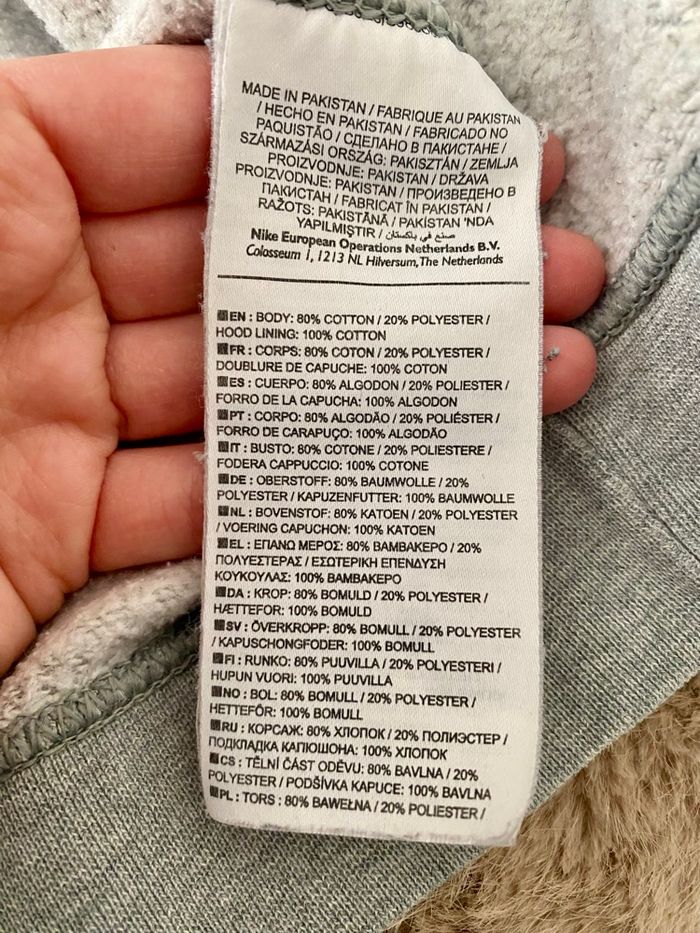 MADE IN PAKISTAN / FABRIQUE AU PAKISTAN
/ HECHO EN PAKISTAN / FABRICADO NO
PAQUISTÃO / СДЕЛАНО В ПАКИСТАНЕ /
SZÁRMAZÁSI ORSZÁG: PAKISZTÁN / ZEMLJA
PROIZVODNJE: PAKISTAN / DRŽAVA
PROIZVODNJE: PAKISTAN / ПРОИЗВЕДЕНО В
ПАКИСТАН / FABRICAT ÎN PAKISTAN /
RAŽOTS: PAKISTĀNĀ / PAKİSTAN 'NDA
YAPILMIŞTIR / صنع في باكستان
Nike European Operations Netherlands B.V.
Colosseum 1, 1213 NL Hilversum, The Netherlands
EN : BODY: 80% COTTON / 20% POLYESTER /
HOOD LINING: 100% COTTON
FR : CORPS: 80% COTON / 20% POLYESTER /
DOUBLURE DE CAPUCHE: 100% COTON
ES : CUERPO: 80% ALGODON / 20% POLIESTER /
FORRO DE LA CAPUCHA: 100% ALGODON
PT : CORPO: 80% ALGODÃO / 20% POLIÉSTER /
FORRO DE CARAPUÇO: 100% ALGODÃO
IT : BUSTO: 80% COTONE / 20% POLIESTERE /
FODERA CAPPUCCIO: 100% COTONE
DE : OBERSTOFF: 80% BAUMWOLLE / 20%
POLYESTER / KAPUZENFUTTER: 100% BAUMWOLLE
NL : BOVENSTOF: 80% KATOEN / 20% POLYESTER
/ VOERING CAPUCHON: 100% KATOEN
EL : ΕΠΑΝΩ ΜΕΡΟΣ: 80% ΒΑΜΒΑΚΕΡΟ / 20%
ΠΟΛΥΕΣΤΕΡΑΣ / ΕΣΩΤΕΡΙΚΗ ΕΠΕΝΔΥΣΗ
ΚΟΥΚΟΥΛΑΣ: 100% ΒΑΜΒΑΚΕΡΟ
DA : KROP: 80% BOMULD / 20% POLYESTER /
HÆTTEFOR: 100% BOMULD
SV : ÖVERKROPP: 80% BOMULL / 20% POLYESTER
/ KAPUSCHONGFODER: 100% BOMULL
FI : RUNKO: 80% PUUVILLA / 20% POLYESTERI /
HUPUN VUORI: 100% PUUVILLA
NO : BOL: 80% BOMULL / 20% POLYESTER /
HETTEFÔR: 100% BOMULL
RU : КОРСАЖ: 80% ХЛОПОК / 20% ПОЛИЭСТЕР /
ПОДКЛАДКА КАПЮШОНА: 100% ХЛОПОК
CS : TĚLNÍ ČÁST ODĚVU: 80% BAVLNA / 20%
POLYESTER / PODŠÍVKA KAPUCE: 100% BAVLNA
PL : TORS : 80% BAWEŁNA / 20% POLIESTER /